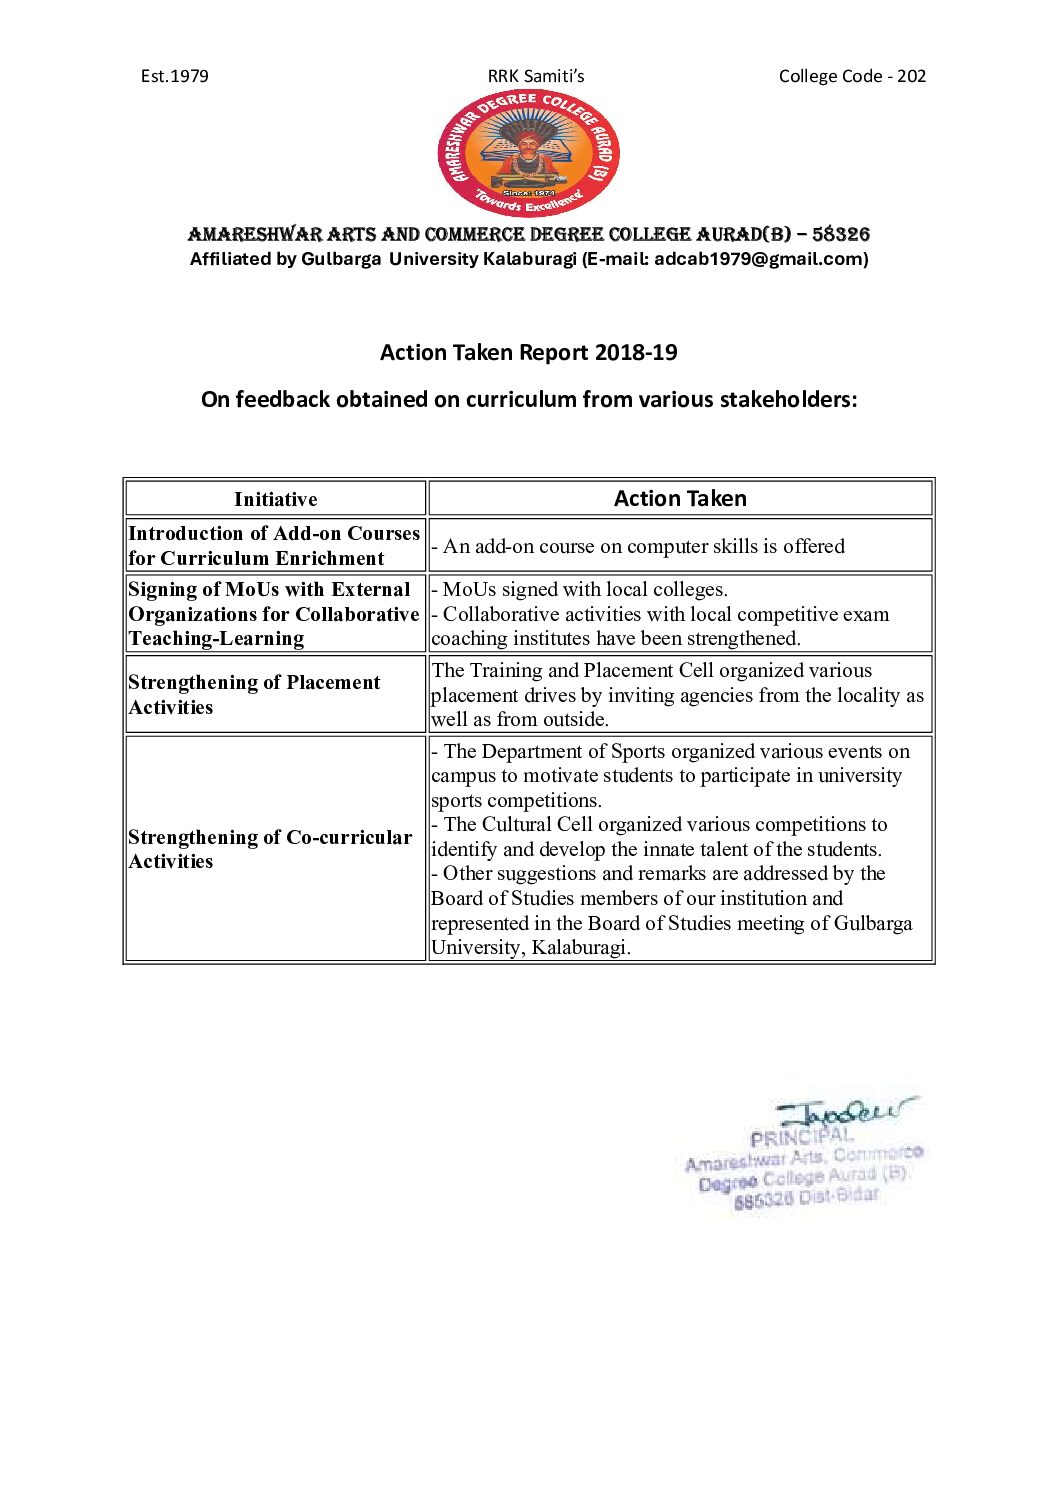 Est.1979 RRK Samiti’s College Code - 202
AMARESHWAR DEGREE COLLEGE AURAD (B)
Since 1974
'Towards Excellence'
AMARESHWAR ARTS AND COMMERCE DEGREE COLLEGE AURAD(B) – 58326
Affiliated by Gulbarga University Kalaburagi (E-mail: adcab1979@gmail.com)
Action Taken Report 2018-19
On feedback obtained on curriculum from various stakeholders:
Initiative
Action Taken
Introduction of Add-on Courses
for Curriculum Enrichment
- An add-on course on computer skills is offered
Signing of MoUs with External
Organizations for Collaborative
Teaching-Learning
- MoUs signed with local colleges.
- Collaborative activities with local competitive exam
coaching institutes have been strengthened.
Strengthening of Placement
Activities
The Training and Placement Cell organized various
placement drives by inviting agencies from the locality as
well as from outside.
Strengthening of Co-curricular
Activities
- The Department of Sports organized various events on
campus to motivate students to participate in university
sports competitions.
- The Cultural Cell organized various competitions to
identify and develop the innate talent of the students.
- Other suggestions and remarks are addressed by the
Board of Studies members of our institution and
represented in the Board of Studies meeting of Gulbarga
University, Kalaburagi.
PRINCIPAL
Amareshwar Arts, Commerce
Degree College Aurad (B).
585326 Dist-Bidar